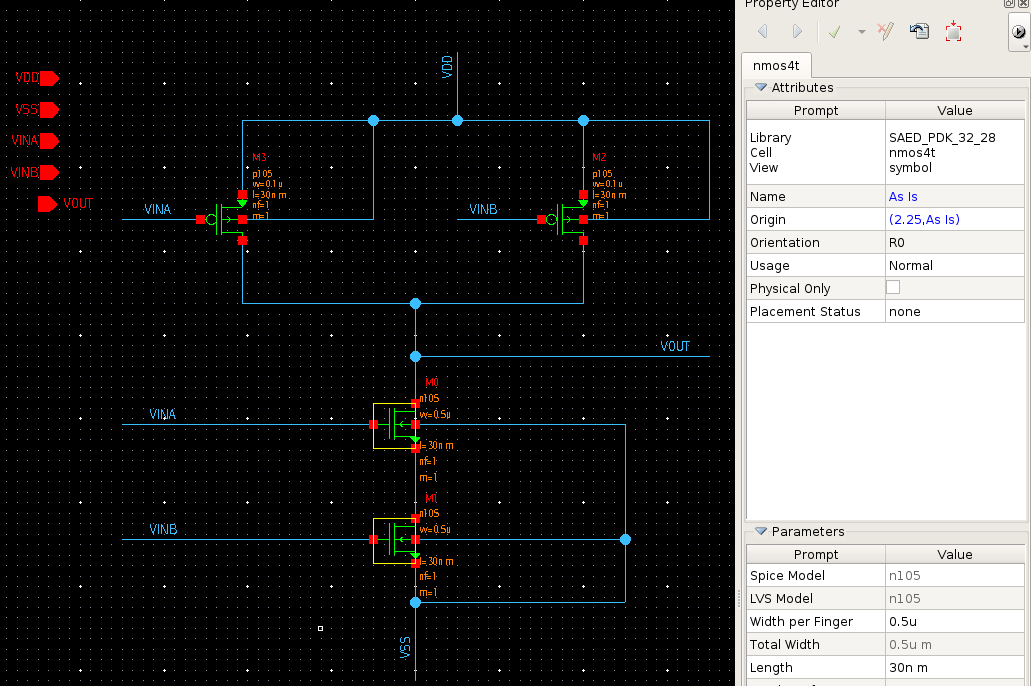 Property Editor
nmos4t
Attributes
Prompt Value
Library SAED_PDK_32_28
Cell nmos4t
View symbol
Name As Is
Origin (2.25,As Is)
Orientation R0
Usage Normal
Physical Only
Placement Status none
Parameters
Prompt Value
Spice Model n105
LVS Model n105
Width per Finger 0.5u
Total Width 0.5u m
Length 30n m
VDD
VDD
VSS
VINA
VINB
VOUT
M3
p105
w=0.1u
l=30n m
nf=1
m=1
VINA
M2
p105
w=0.1u
l=30n m
nf=1
m=1
VINB
VOUT
M0
n105
w=0.5u
l=30n m
nf=1
m=1
VINA
M1
n105
w=0.5u
l=30n m
nf=1
m=1
VINB
VSS